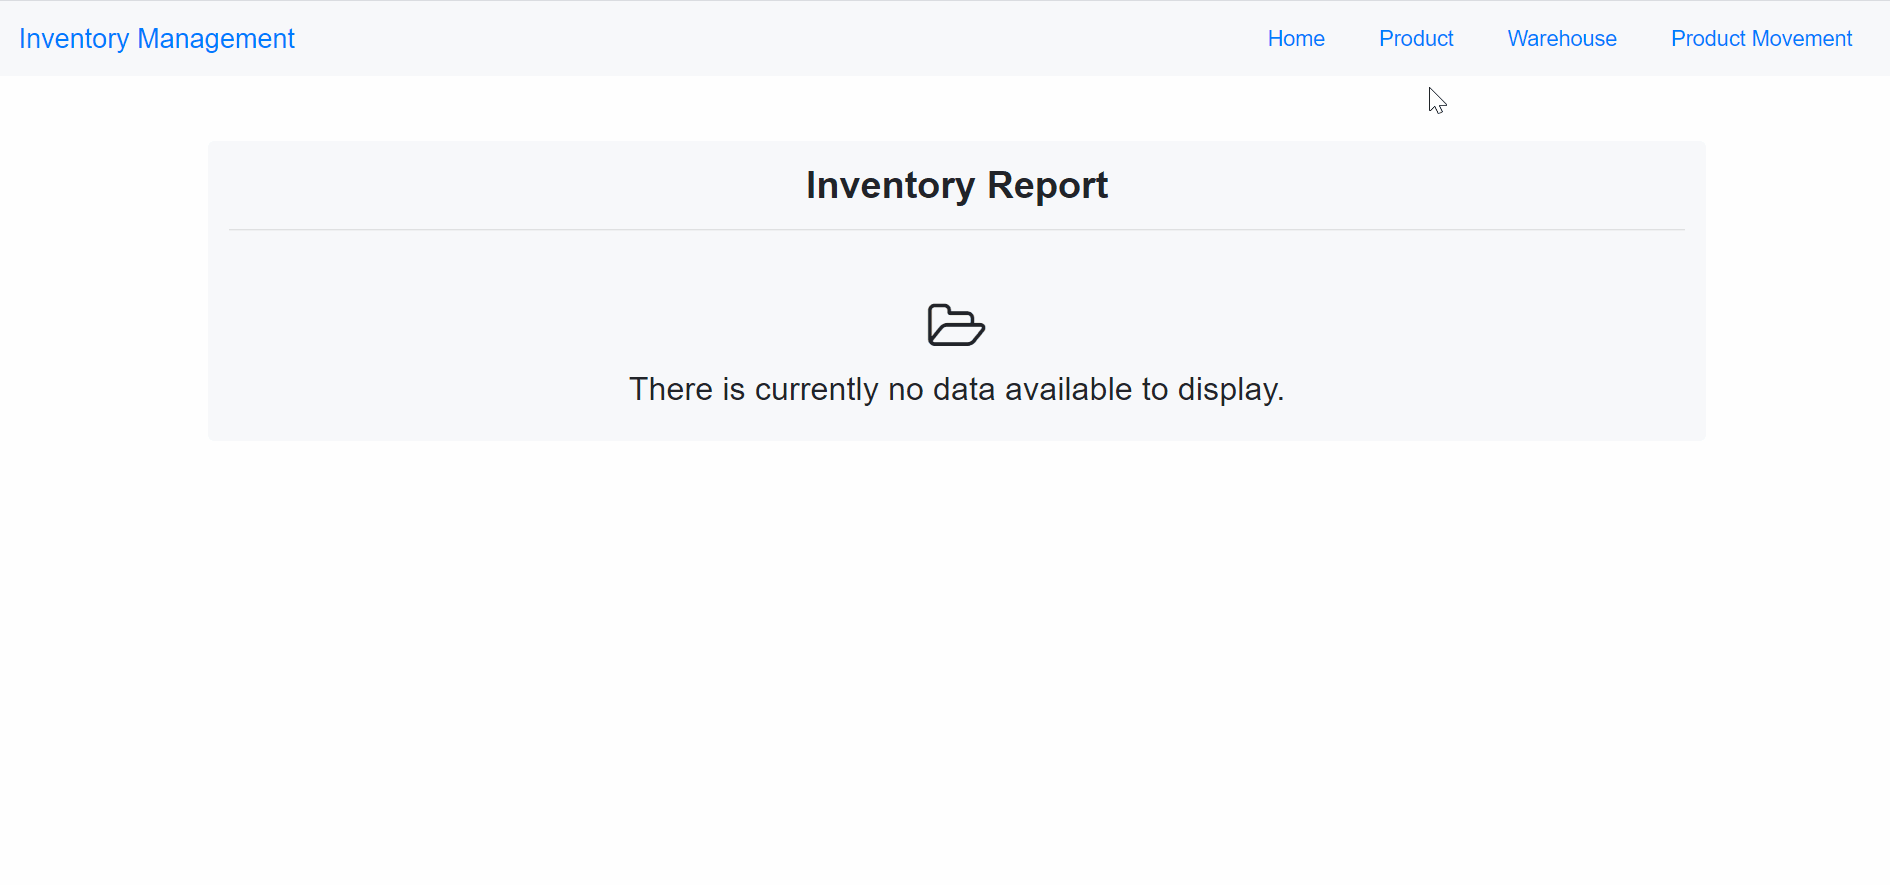 Inventory Management Home Product Warehouse Product Movement
Inventory Report
There is currently no data available to display.